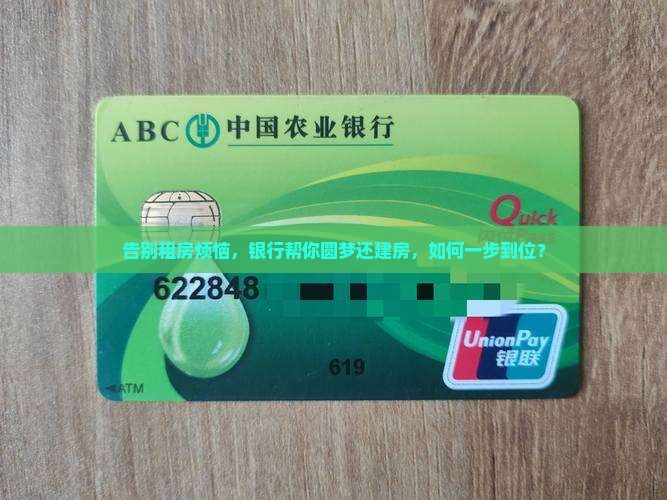 ABC 中国农业银行
Quick
Pass
告别租房烦恼，银行帮你圆梦还建房，如何一步到位？
622848
UnionPay
银联
619
◀ATM